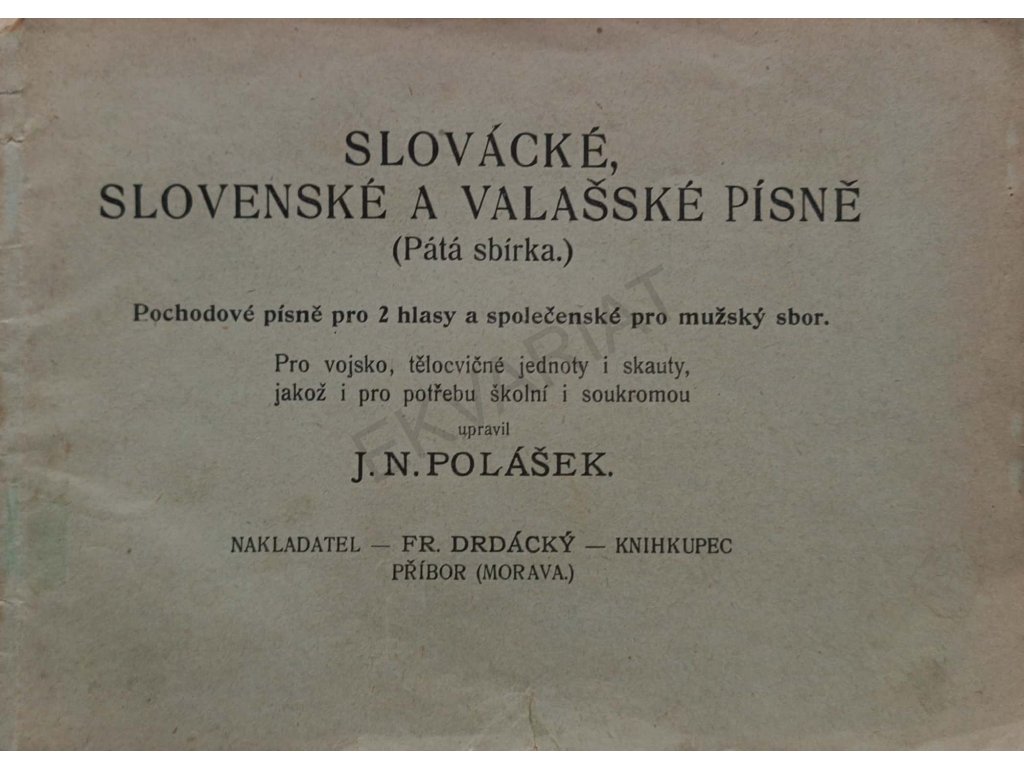 SLOVÁCKÉ,
SLOVENSKÉ A VALAŠSKÉ PÍSNĚ
(Pátá sbírka.)
Pochodové písně pro 2 hlasy a společenské pro mužský sbor.
Pro vojsko, tělocvičné jednoty i skauty,
jakož i pro potřebu školní i soukromou
upravil
J. N. POLÁŠEK.
NAKLADATEL — FR. DRDÁCKÝ — KNIHKUPEC
PŘÍBOR (MORAVA.)
EKVARIAT